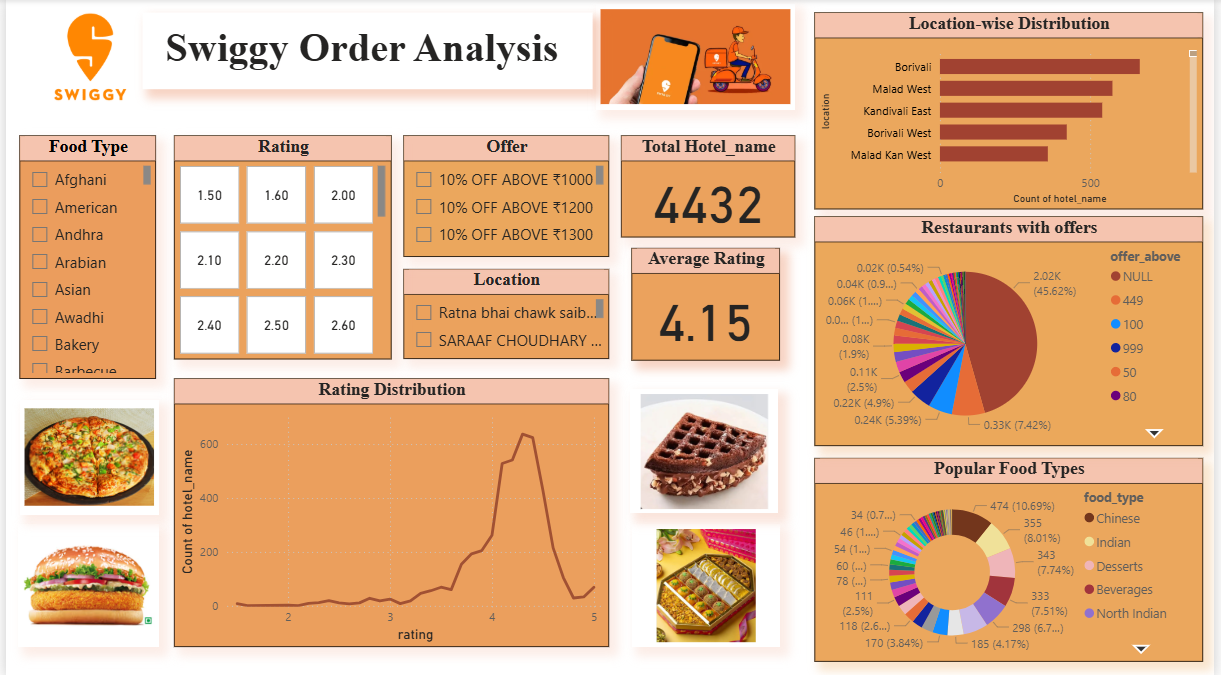 SWIGGY
Swiggy Order Analysis
Food Type
Afghani
American
Andhra
Arabian
Asian
Awadhi
Bakery
Barbecue
Rating
1.50
1.60
2.00
2.10
2.20
2.30
2.40
2.50
2.60
Offer
10% OFF ABOVE ₹1000
10% OFF ABOVE ₹1200
10% OFF ABOVE ₹1300
Location
Ratna bhai chawk saib...
SARAAF CHOUDHARY ...
Total Hotel_name
4432
Average Rating
4.15
Rating Distribution
Count of hotel_name
600
400
200
0
2
3
4
5
rating
Location-wise Distribution
location
Borivali
Malad West
Kandivali East
Borivali West
Malad Kan West
0
500
Count of hotel_name
Restaurants with offers
2.02K
(45.62%)
0.33K (7.42%)
0.24K (5.39%)
0.22K (4.9%)
0.11K
(2.5%)
0.08K
(1.9%)
0.0... (1...)
0.06K (1....)
0.04K (0.9...)
0.02K (0.54%)
offer_above
NULL
449
100
999
50
80
Popular Food Types
474 (10.69%)
355
(8.01%)
343
(7.74%)
333
(7.51%)
298 (6.7...)
185 (4.17%)
170 (3.84%)
118 (2.6...)
111
(2.5%)
78 (...)
60 (...)
54 (1...)
46 (1....)
34 (0.7...)
food_type
Chinese
Indian
Desserts
Beverages
North Indian